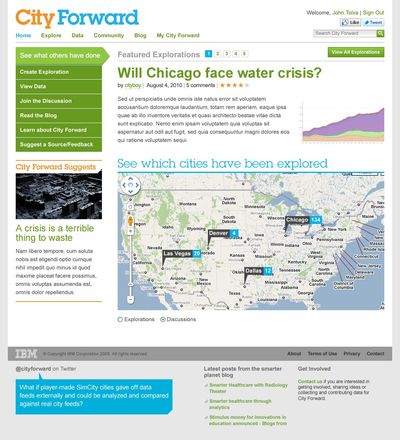 City Forward
Welcome, John Tolva | Sign Out
Like
Tweet
Home Explore Data Community Blog My City Forward
Search City Forward
See what others have done
Create Exploration
View Data
Join the Discussion
Read the Blog
Learn about City Forward
Suggest a Source/Feedback
City Forward Suggests
A crisis is a terrible
thing to waste
Nam libero tempore, cum soluta
nobis est eligendi optio cumque
nihil impedit quo minus id quod
maxime placeat facere possimus,
omnis voluptas assumenda est,
omnis dolor repellendus.
Featured Explorations 1 2 3 4 5
View All Explorations
Will Chicago face water crisis?
by cityboy | August 4, 2010 | 5 comments |
Sed ut perspiciatis unde omnis iste natus error sit voluptatem
accusantium doloremque laudantium, totam rem aperiam, eaque ipsa
quae ab illo inventore veritatis et quasi architecto beatae vitae dicta
sunt explicabo. Nemo enim ipsam voluptatem quia voluptas sit
aspernatur aut odit aut fugit, sed quia consequuntur magni dolores eos
qui ratione voluptatem sequi.
See which cities have been explored
Chicago 134
Denver 4
Las Vegas 20
Dallas 12
United States
Explorations Discussions
IBM
© Copyright IBM Corporation 2009. All rights reserved.
About Terms of Use Privacy Contact
@cityforward on Twitter
What if player-made SimCity cities gave off data
feeds externally and could be analyzed and compared
against real city feeds?
Latest posts from the smarter
planet blog
Smarter Healthcare with Radiology
Theater
Smarter healthcare through
analytics
Stimulus money for innovations in
education announced - Blogs from
Get Involved
Contact us if you are interested in
getting involved, sharing ideas or
collecting and contributing data for
City Forward.